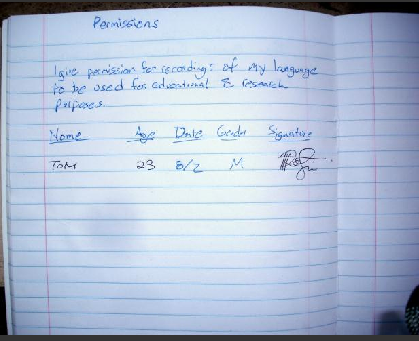 Permissions
I give permission for recordings of my language
to be used for educational & research
purposes
Name Age Date Gender Signature
Tom 23 8/2 M